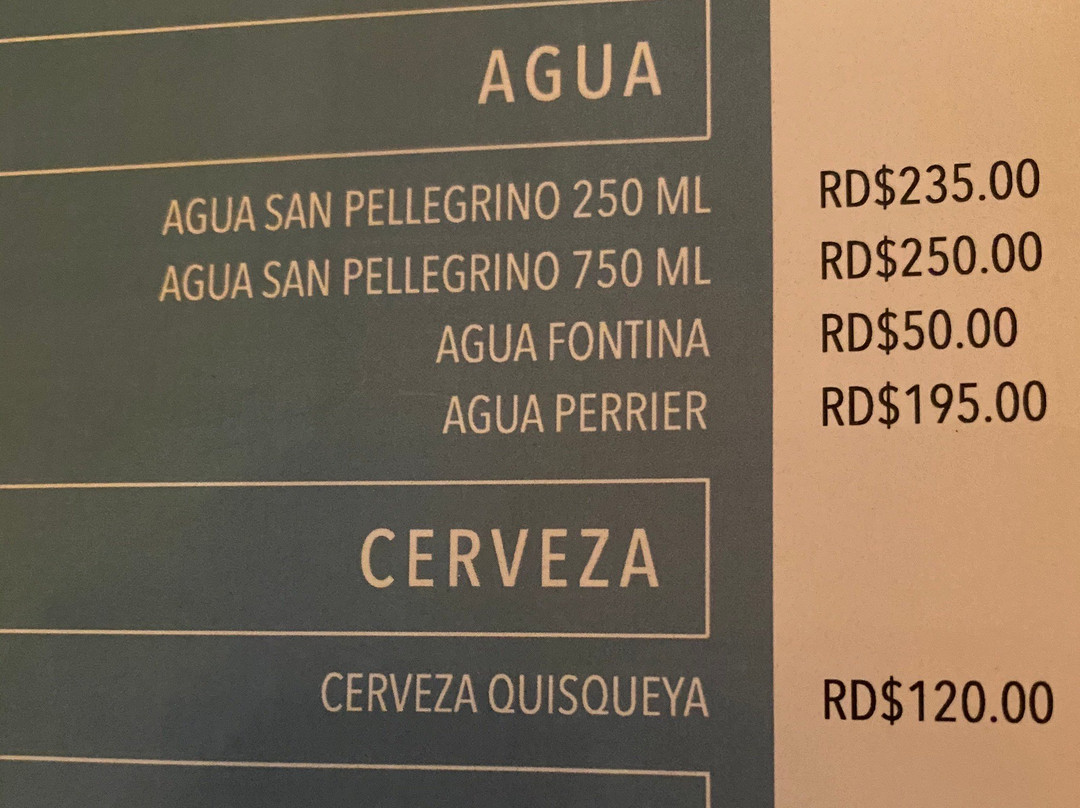 AGUA
AGUA SAN PELLEGRINO 250 ML RD$235.00
AGUA SAN PELLEGRINO 750 ML RD$250.00
AGUA FONTINA RD$50.00
AGUA PERRIER RD$195.00
CERVEZA
CERVEZA QUISQUEYA RD$120.00